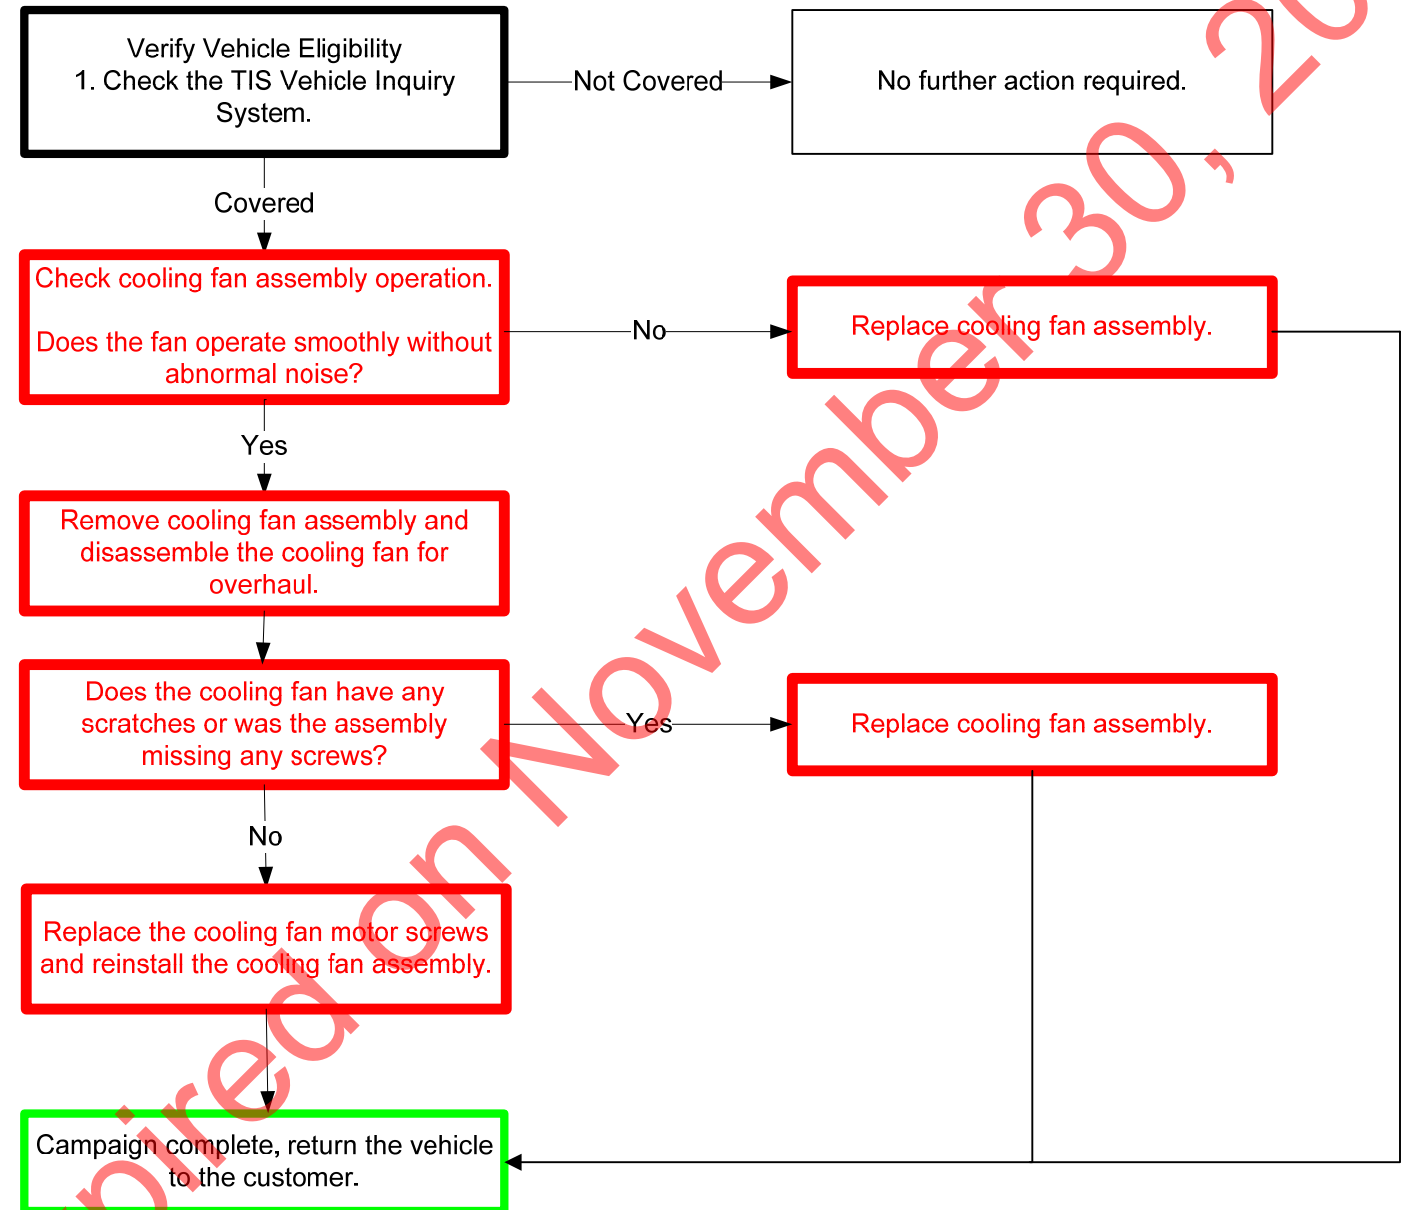 Verify Vehicle Eligibility
1. Check the TIS Vehicle Inquiry
System.
Not Covered
No further action required.
Covered
Check cooling fan assembly operation.
Does the fan operate smoothly without
abnormal noise?
No
Replace cooling fan assembly.
Yes
Remove cooling fan assembly and
disassemble the cooling fan for
overhaul.
Does the cooling fan have any
scratches or was the assembly
missing any screws?
Yes
Replace cooling fan assembly.
No
Replace the cooling fan motor screws
and reinstall the cooling fan assembly.
Campaign complete, return the vehicle
to the customer.
pired on November 30, 20